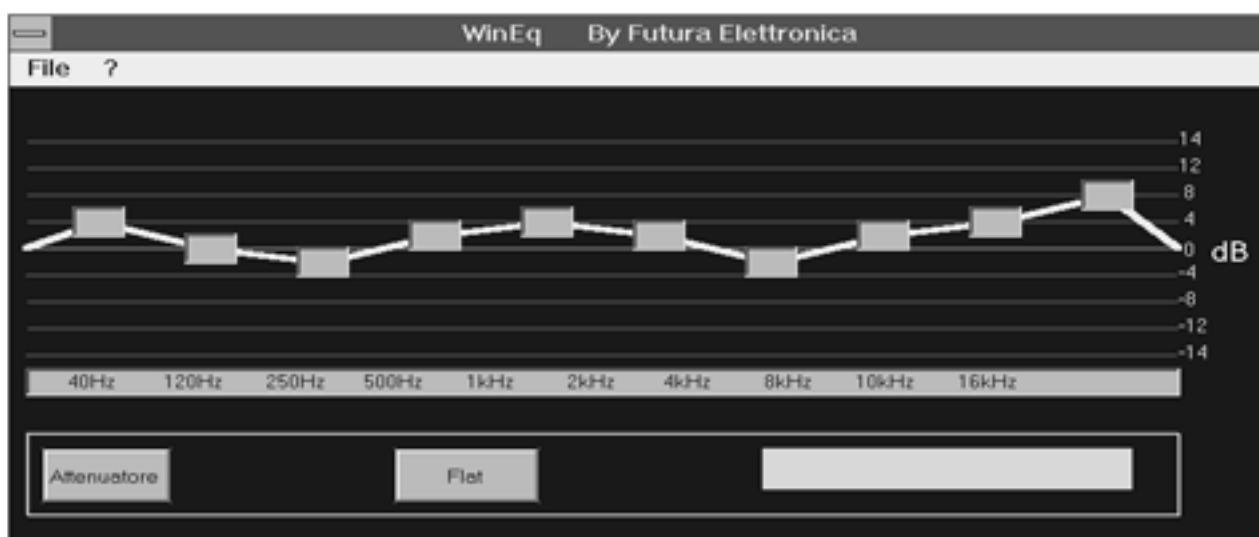 WinEq By Futura Elettronica
File ?
14
12
8
4
0
dB
-4
-8
-12
-14
40Hz 120Hz 250Hz 500Hz 1kHz 2kHz 4kHz 8kHz 10kHz 16kHz
Attenuatore Flat